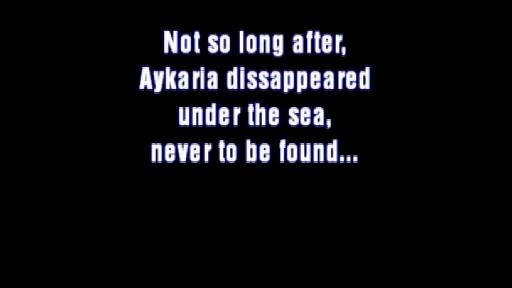 Not so long after,
Aykaria dissappeared
under the sea,
never to be found...